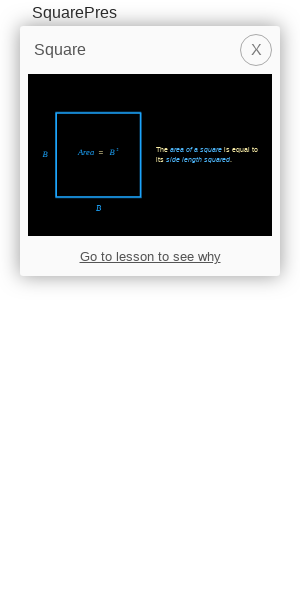 SquarePres
Square X
B
Area = B²
The area of a square is equal to
its side length squared.
B
Go to lesson to see why